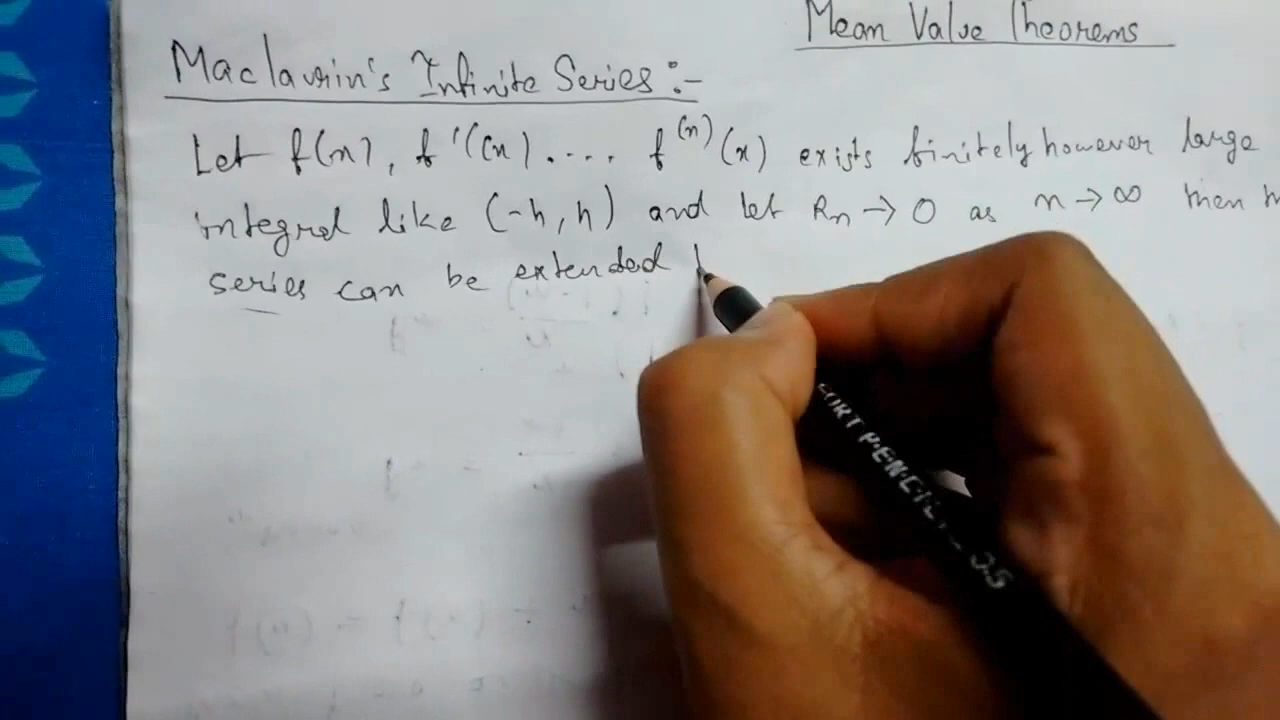 Mean Value Theorems
Maclaurin's Infinite Series :-
Let f(x), f'(x) .... f^(n)(x) exists finitely however large
integral like (-h, h) and let Rn → 0 as n → ∞ then
series can be extended